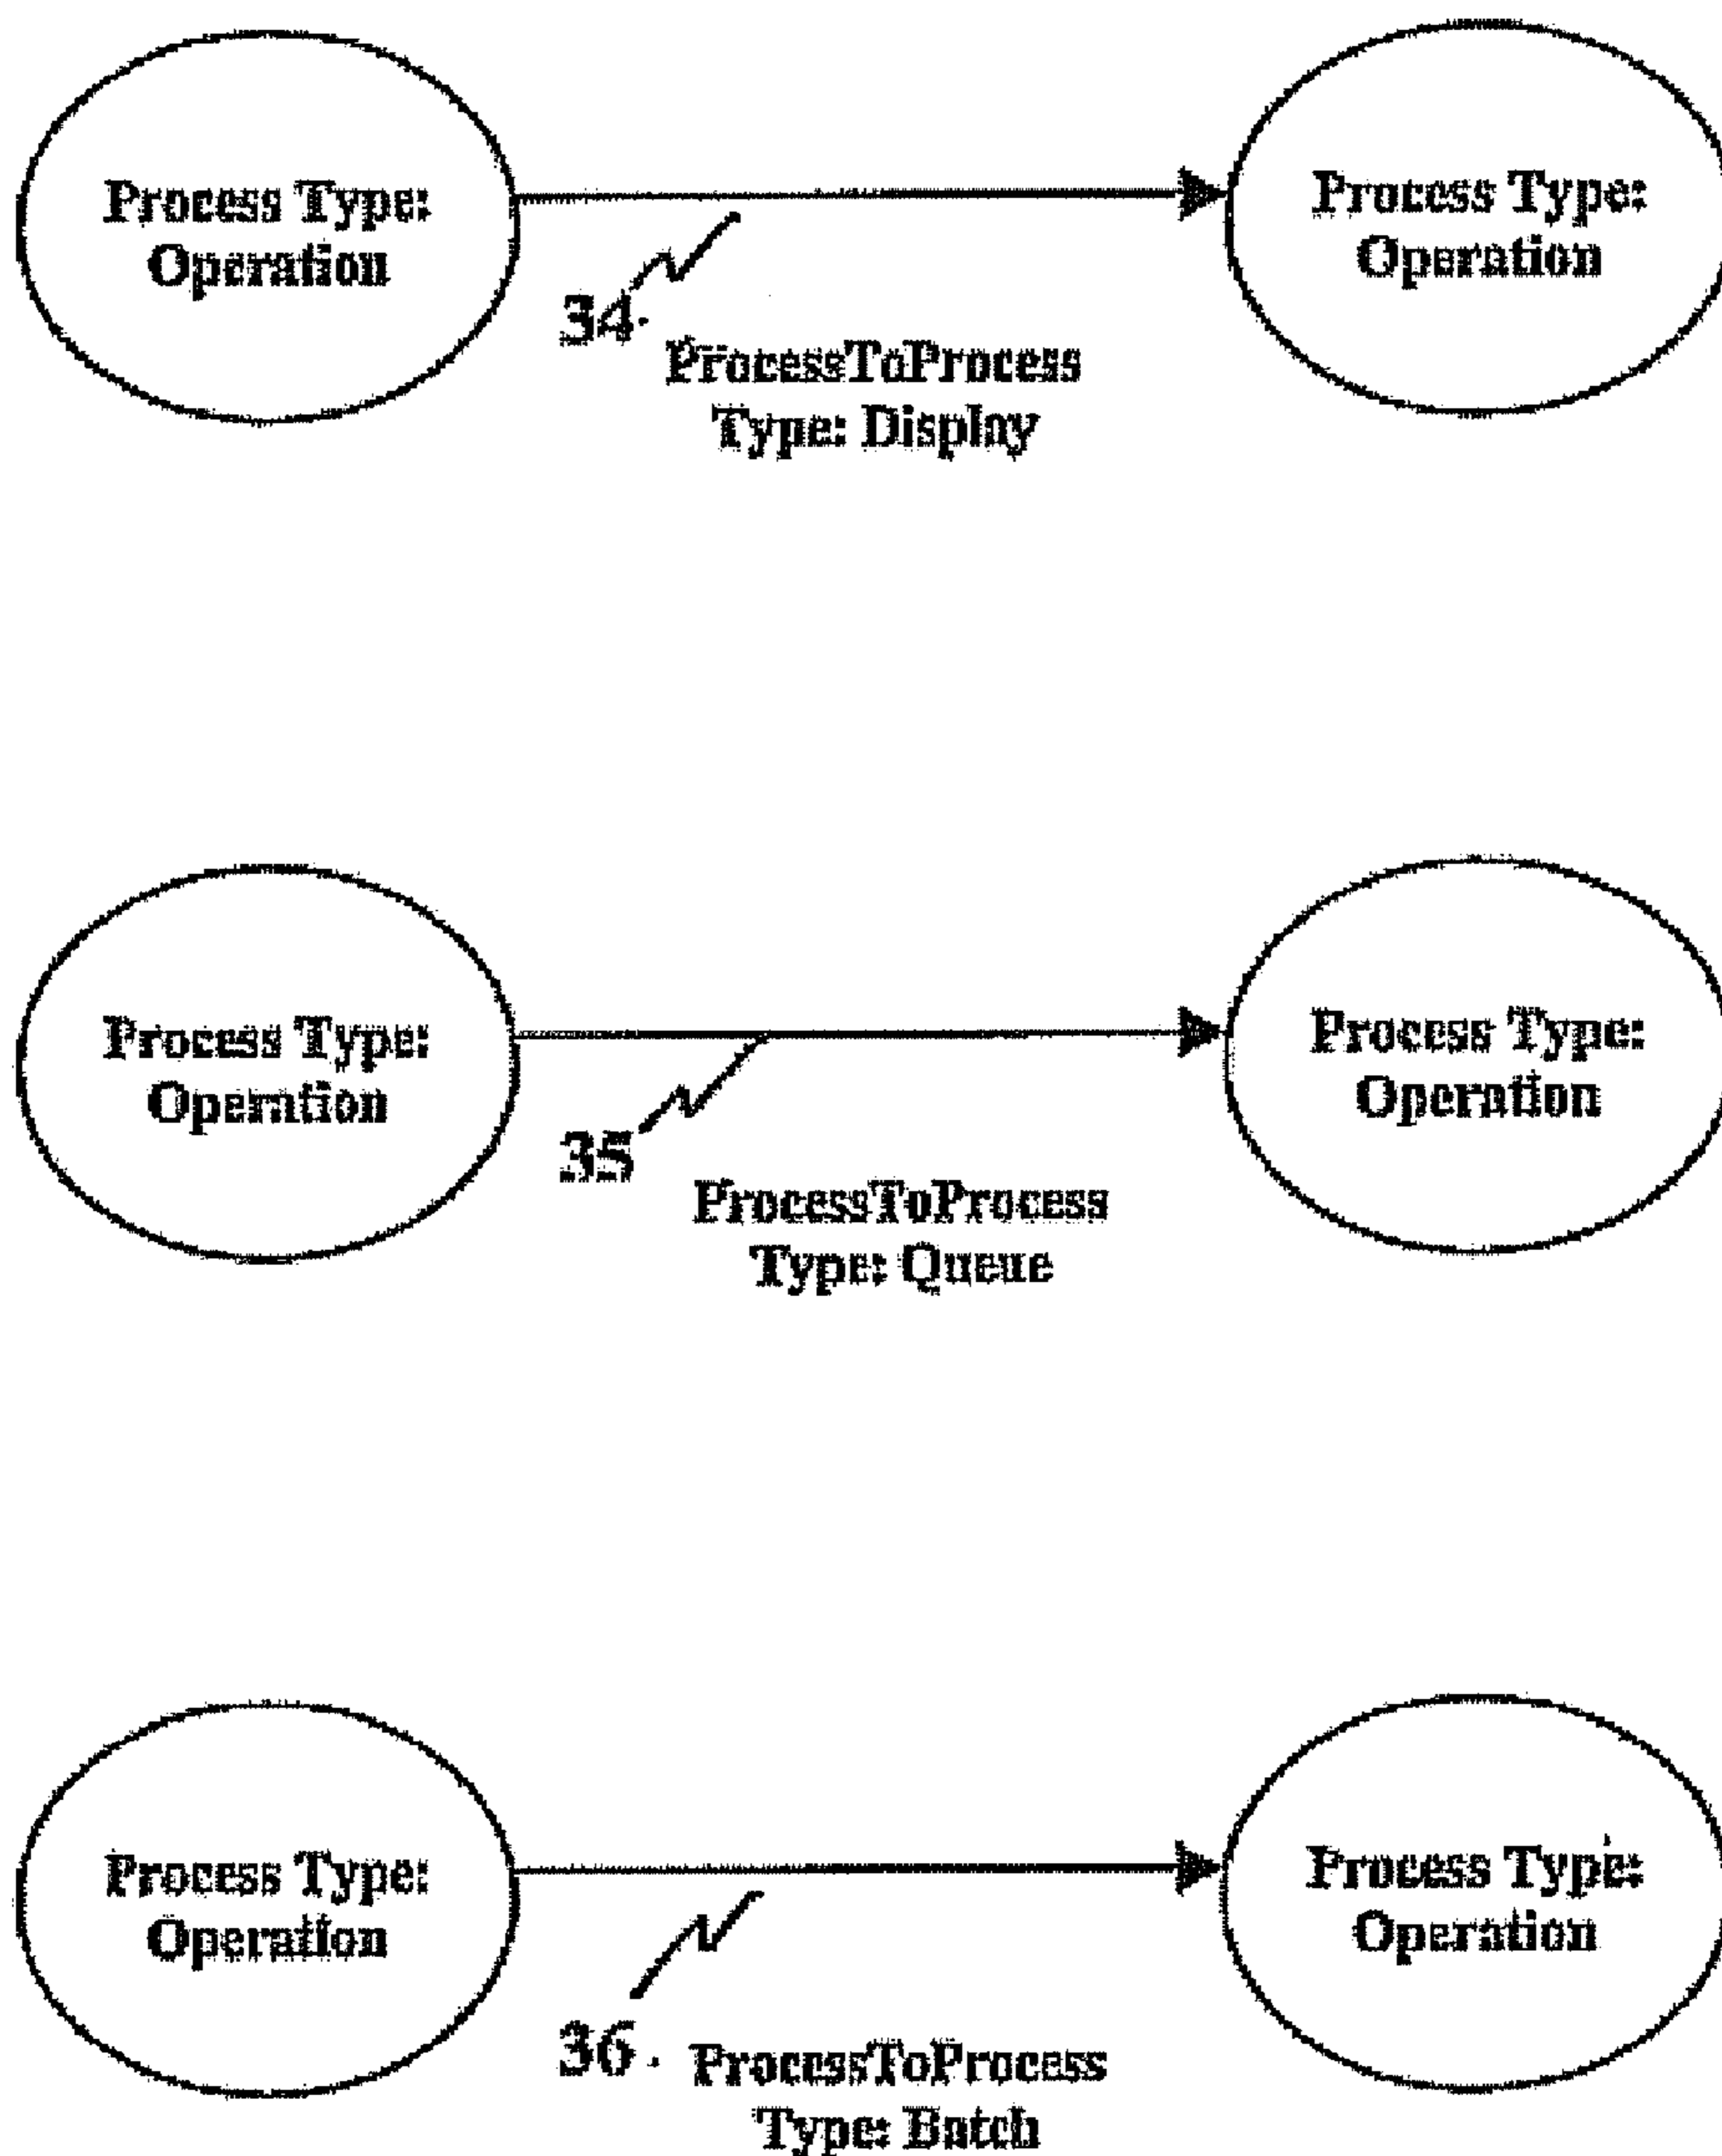 Process Type:
Operation
Process Type:
Operation
34
ProcessToProcess
Type: Display
Process Type:
Operation
Process Type:
Operation
35
ProcessToProcess
Type: Queue
Process Type:
Operation
Process Type:
Operation
36
ProcessToProcess
Type: Batch